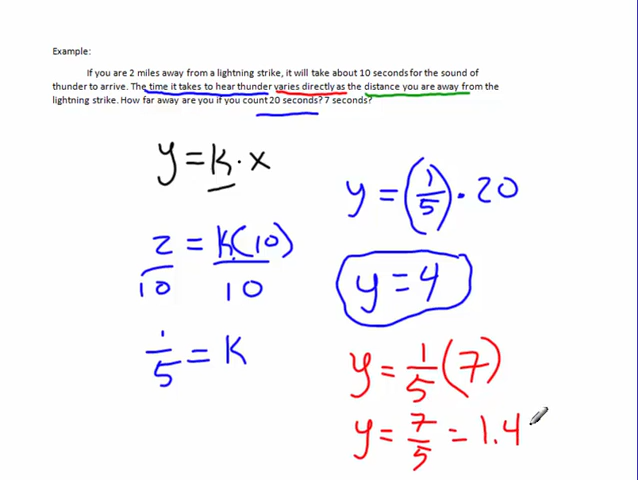 Example:
If you are 2 miles away from a lightning strike, it will take about 10 seconds for the sound of
thunder to arrive. The time it takes to hear thunder varies directly as the distance you are away from the
lightning strike. How far away are you if you count 20 seconds? 7 seconds?
y = k · x
2 = k(10)
10 10
1/5 = k
y = (1/5) · 20
y = 4
y = 1/5 (7)
y = 7/5 = 1.4